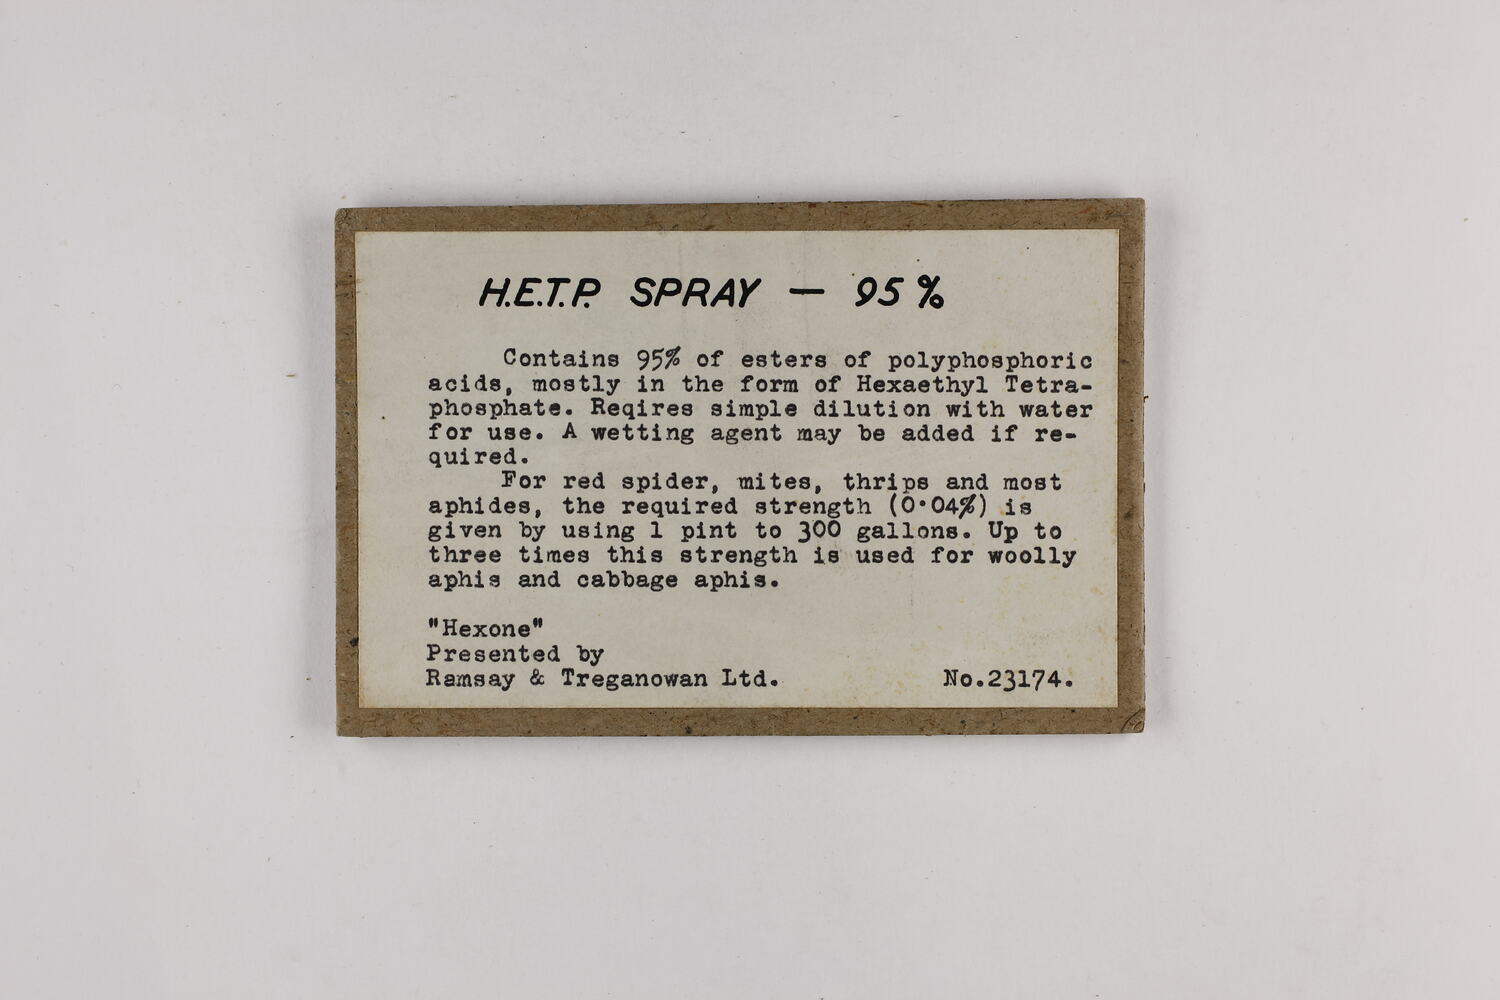 H.E.T.P. SPRAY — 95%
Contains 95% of esters of polyphosphoric
acids, mostly in the form of Hexaethyl Tetra-
phosphate. Reqires simple dilution with water
for use. A wetting agent may be added if re-
quired.
For red spider, mites, thrips and most
aphides, the required strength (0·04%) is
given by using 1 pint to 300 gallons. Up to
three times this strength is used for woolly
aphis and cabbage aphis.
"Hexone"
Presented by
Ramsay & Treganowan Ltd. No.23174.